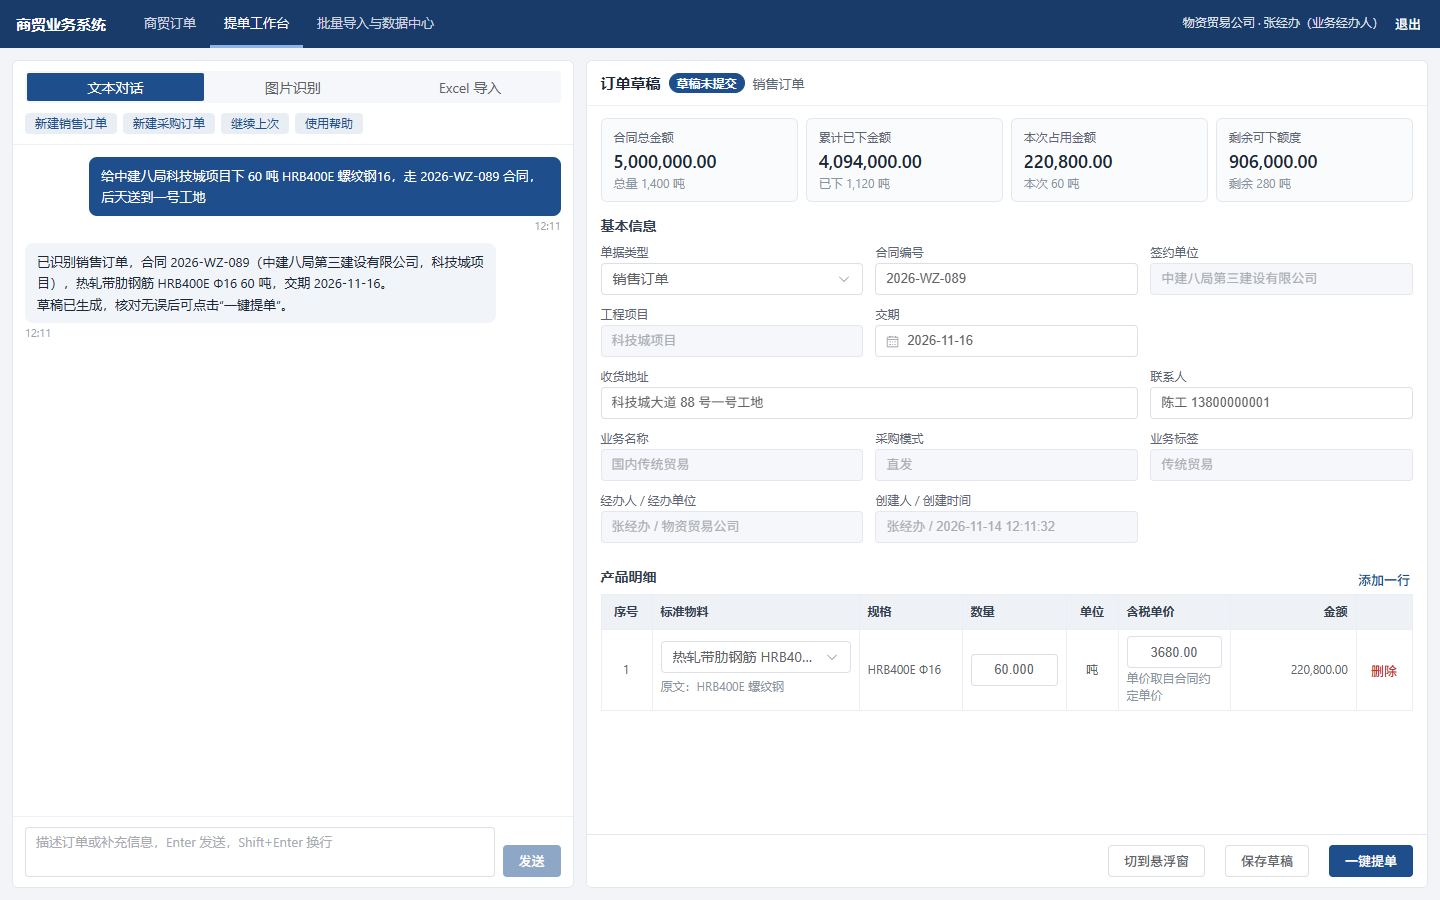 商贸业务系统
商贸订单
提单工作台
批量导入与数据中心
物资贸易公司 · 张经办（业务经办人）
退出
文本对话
图片识别
Excel 导入
新建销售订单
新建采购订单
继续上次
使用帮助
给中建八局科技城项目下 60 吨 HRB400E 螺纹钢16，走 2026-WZ-089 合同，
后天送到一号工地
12:11
已识别销售订单，合同 2026-WZ-089（中建八局第三建设有限公司，科技城项
目），热轧带肋钢筋 HRB400E Φ16 60 吨，交期 2026-11-16。
草稿已生成，核对无误后可点击“一键提单”。
12:11
描述订单或补充信息，Enter 发送，Shift+Enter 换行
发送
订单草稿
草稿未提交
销售订单
合同总金额
5,000,000.00
总量 1,400 吨
累计已下金额
4,094,000.00
已下 1,120 吨
本次占用金额
220,800.00
本次 60 吨
剩余可下额度
906,000.00
剩余 280 吨
基本信息
单据类型
合同编号
签约单位
销售订单
2026-WZ-089
中建八局第三建设有限公司
工程项目
交期
科技城项目
2026-11-16
收货地址
联系人
科技城大道 88 号一号工地
陈工 13800000001
业务名称
采购模式
业务标签
国内传统贸易
直发
传统贸易
经办人 / 经办单位
创建人 / 创建时间
张经办 / 物资贸易公司
张经办 / 2026-11-14 12:11:32
产品明细
添加一行
序号
标准物料
规格
数量
单位
含税单价
金额
1
热轧带肋钢筋 HRB40...
原文：HRB400E 螺纹钢
HRB400E Φ16
60.000
吨
3680.00
单价取自合同约
定单价
220,800.00
删除
切到悬浮窗
保存草稿
一键提单